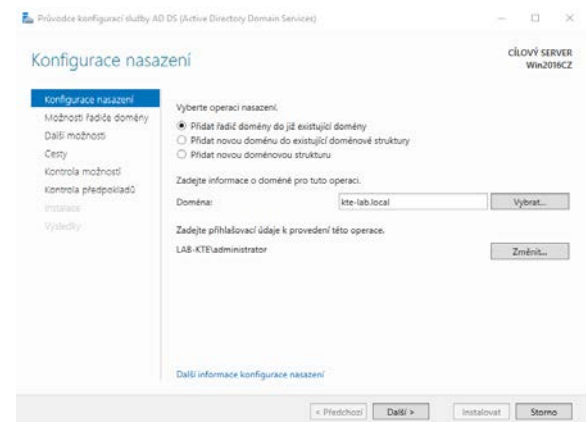 Průvodce konfigurací služby AD DS (Active Directory Domain Services)
Konfigurace nasazení
CÍLOVÝ SERVER
Win2016CZ
Konfigurace nasazení
Možnosti řadiče domény
Další možnosti
Cesty
Kontrola možností
Kontrola předpokladů
Instalace
Výsledky
Vyberte operaci nasazení.
Přidat řadič domény do již existující domény
Přidat novou doménu do existující doménové struktury
Přidat novou doménovou strukturu
Zadejte informace o doméně pro tuto operaci.
Doména: kte-lab.local Vybrat...
Zadejte přihlašovací údaje k provedení této operace.
LAB-KTE\administrator Změnit...
Další informace konfigurace nasazení
< Předchozí Další > Instalovat Storno